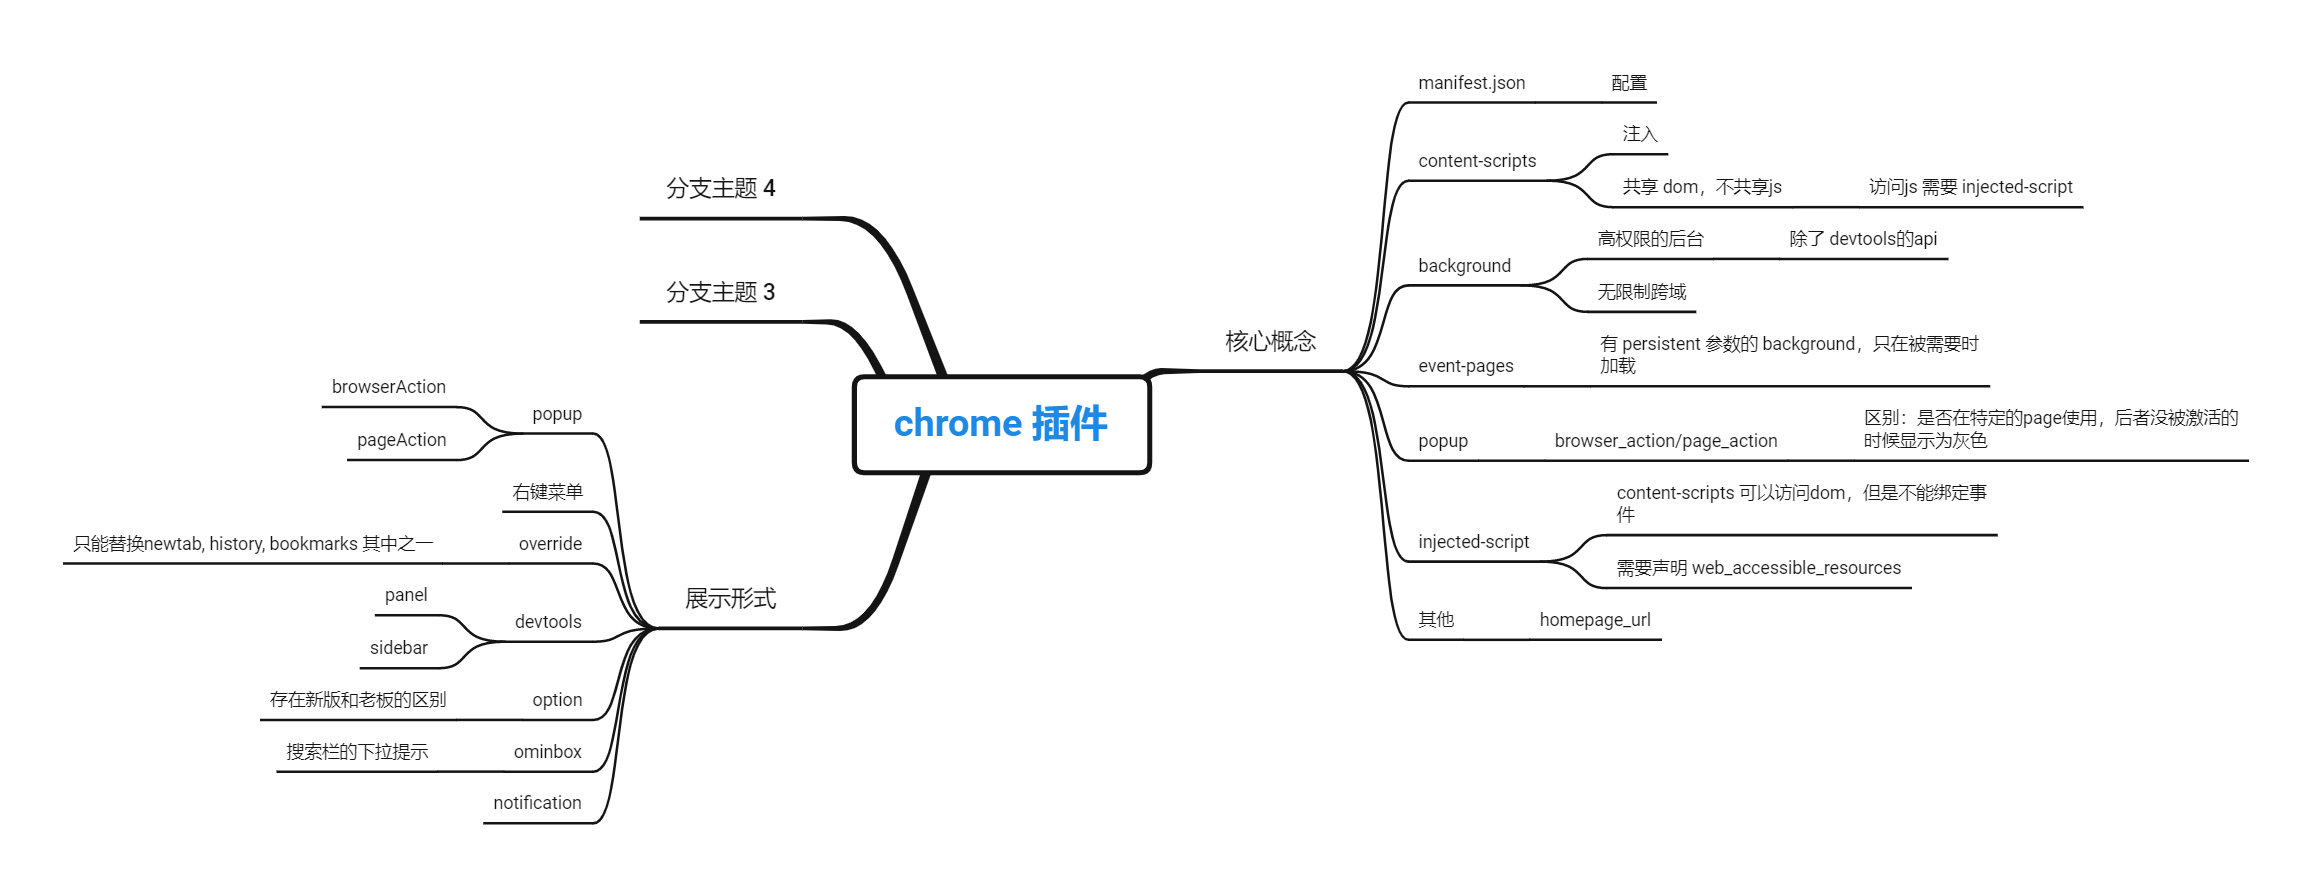 chrome 插件
核心概念
manifest.json
配置
content-scripts
注入
共享 dom，不共享js
访问js 需要 injected-script
background
高权限的后台
除了 devtools的api
无限制跨域
event-pages
有 persistent 参数的 background，只在被需要时
加载
popup
browser_action/page_action
区别：是否在特定的page使用，后者没被激活的
时候显示为灰色
injected-script
content-scripts 可以访问dom，但是不能绑定事
件
需要声明 web_accessible_resources
其他
homepage_url
分支主题 4
分支主题 3
展示形式
popup
browserAction
pageAction
右键菜单
override
只能替换newtab, history, bookmarks 其中之一
devtools
panel
sidebar
option
存在新版和老板的区别
ominbox
搜索栏的下拉提示
notification